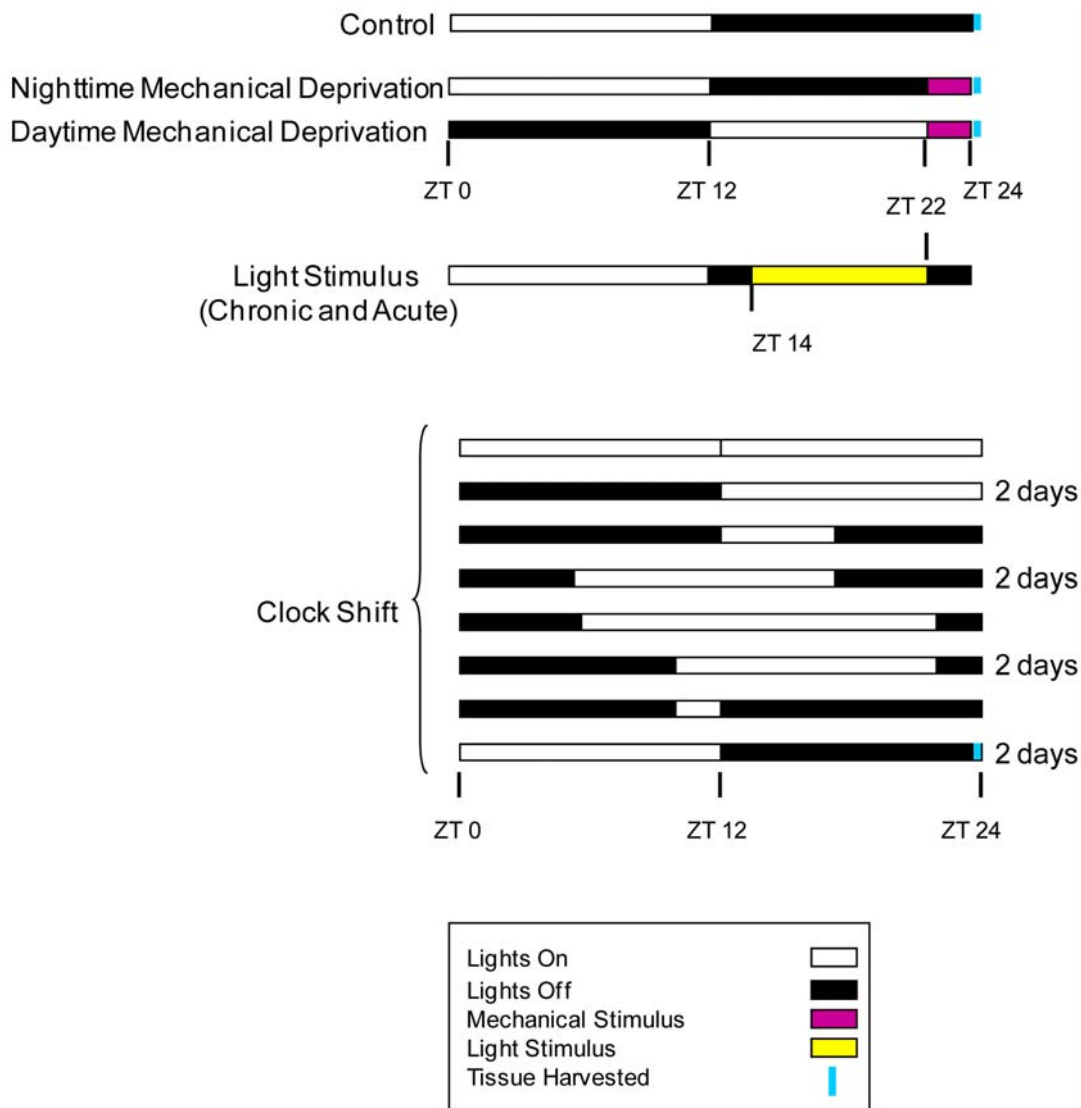 Control
Nighttime Mechanical Deprivation
Daytime Mechanical Deprivation
ZT 0
ZT 12
ZT 22
ZT 24
Light Stimulus
(Chronic and Acute)
ZT 14
Clock Shift
2 days
2 days
2 days
2 days
ZT 0
ZT 12
ZT 24
Lights On
Lights Off
Mechanical Stimulus
Light Stimulus
Tissue Harvested